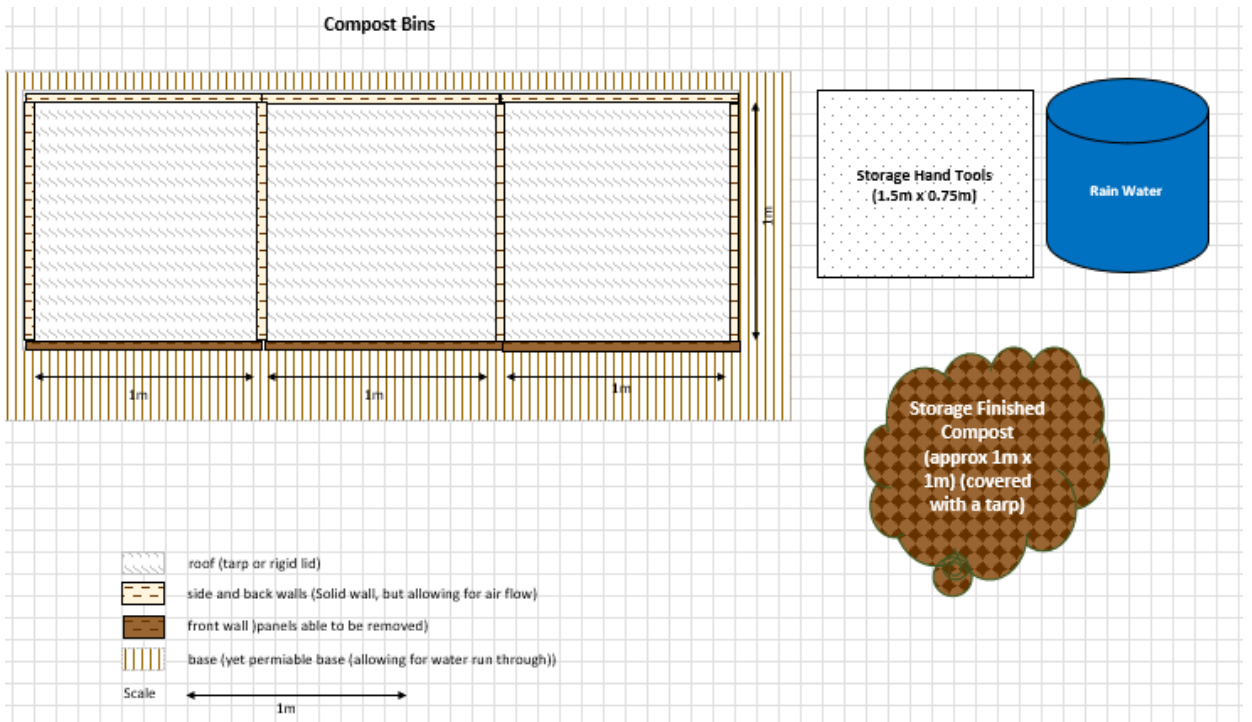 Compost Bins
Storage Hand Tools
(1.5m x 0.75m)
Rain Water
1m
1m
1m
1m
Storage Finished
Compost
(approx 1m x
1m) (covered
with a tarp)
roof (tarp or rigid lid)
side and back walls (Solid wall, but allowing for air flow)
front wall )panels able to be removed)
base (yet permiable base (allowing for water run through))
Scale
1m